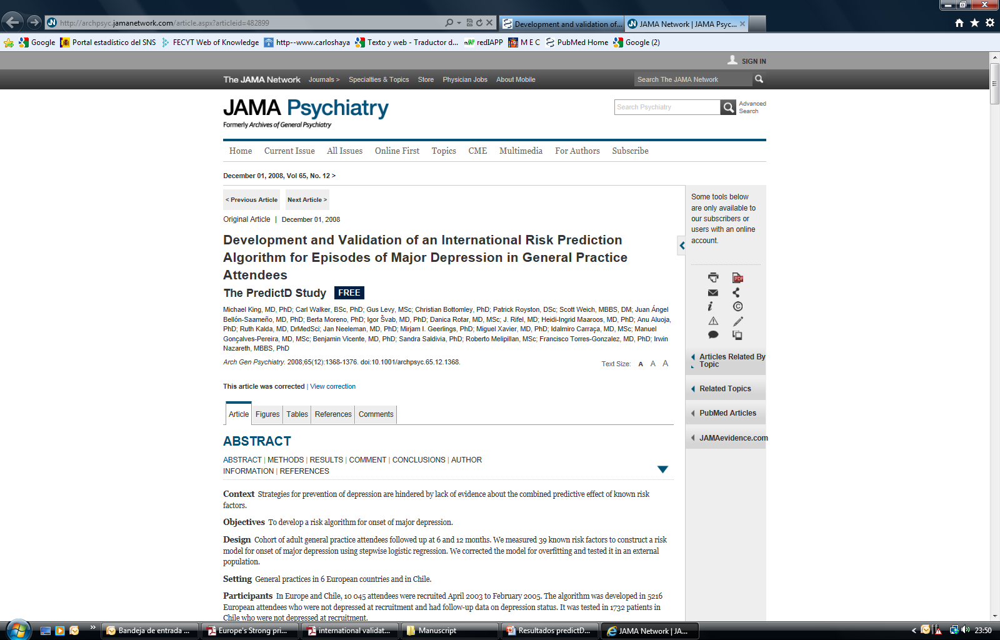 http://archpsyc.jamanetwork.com/article.aspx?articleid=482899
Development and validation of...
JAMA Network | JAMA Psyc...
Google
Portal estadístico del SNS
FECYT Web of Knowledge
http--www.carloshaya
Texto y web - Traductor d...
redIAPP
M E C
PubMed Home
Google (2)
SIGN IN
The JAMA Network
Journals >
Specialties & Topics
Store
Physician Jobs
About Mobile
Search The JAMA Network
JAMA Psychiatry
Formerly Archives of General Psychiatry
Search Psychiatry
Advanced
Search
Home
Current Issue
All Issues
Online First
Topics
CME
Multimedia
For Authors
Subscribe
December 01, 2008, Vol 65, No. 12 >
< Previous Article
Next Article >
Original Article | December 01, 2008
Development and Validation of an International Risk Prediction
Algorithm for Episodes of Major Depression in General Practice
Attendees
The PredictD Study FREE
Michael King, MD, PhD; Carl Walker, BSc, PhD; Gus Levy, MSc; Christian Bottomley, PhD; Patrick Royston, DSc; Scott Weich, MBBS, DM; Juan Ángel
Bellón-Saameño, MD, PhD; Berta Moreno, PhD; Igor Švab, MD, PhD; Danica Rotar, MD, MSc; J. Rifel, MD; Heidi-Ingrid Maaroos, MD, PhD; Anu Aluoja,
PhD; Ruth Kalda, MD, DrMedSci; Jan Neeleman, MD, PhD; Mirjam I. Geerlings, PhD; Miguel Xavier, MD, PhD; Idalmiro Carraça, MD, MSc; Manuel
Gonçalves-Pereira, MD, MSc; Benjamin Vicente, MD, PhD; Sandra Saldivia, PhD; Roberto Melipillan, MSc; Francisco Torres-Gonzalez, MD, PhD; Irwin
Nazareth, MBBS, PhD
Arch Gen Psychiatry. 2008;65(12):1368-1376. doi:10.1001/archpsyc.65.12.1368.
Text Size: A A A
This article was corrected | View correction
Article
Figures
Tables
References
Comments
ABSTRACT
ABSTRACT | METHODS | RESULTS | COMMENT | CONCLUSIONS | AUTHOR
INFORMATION | REFERENCES
Context Strategies for prevention of depression are hindered by lack of evidence about the combined predictive effect of known risk
factors.
Objectives To develop a risk algorithm for onset of major depression.
Design Cohort of adult general practice attendees followed up at 6 and 12 months. We measured 39 known risk factors to construct a risk
model for onset of major depression using stepwise logistic regression. We corrected the model for overfitting and tested it in an external
population.
Setting General practices in 6 European countries and in Chile.
Participants In Europe and Chile, 10 045 attendees were recruited April 2003 to February 2005. The algorithm was developed in 5216
European attendees who were not depressed at recruitment and had follow-up data on depression status. It was tested in 1732 patients in
Chile who were not depressed at recruitment.
Some tools below
are only available to
our subscribers or
users with an online
account.
PDF
Articles Related By
Topic
Related Topics
PubMed Articles
JAMAevidence.com
Bandeja de entrada ...
Europe's Strong pri...
international validat...
Manuscript
Resultados predictD...
JAMA Network | JA...
23:50